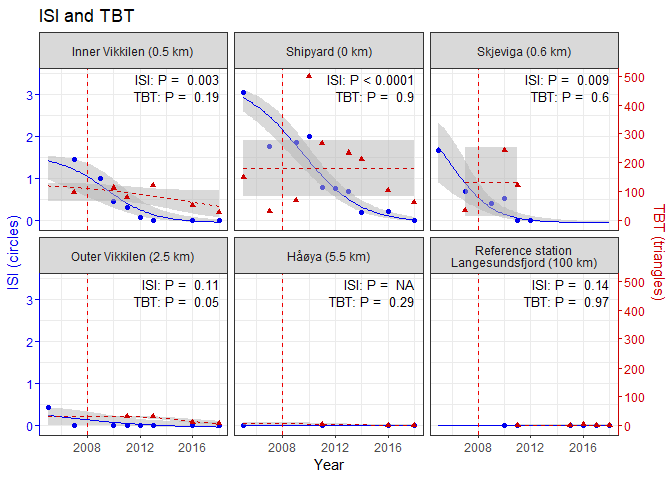 ISI and TBT
Inner Vikkilen (0.5 km)
Shipyard (0 km)
Skjeviga (0.6 km)
ISI: P = 0.003
TBT: P = 0.19
ISI: P < 0.0001
TBT: P = 0.9
ISI: P = 0.009
TBT: P = 0.6
3
2
1
0
500
400
300
200
100
0
Outer Vikkilen (2.5 km)
Håøya (5.5 km)
Reference station
Langesundsfjord (100 km)
ISI: P = 0.11
TBT: P = 0.05
ISI: P = NA
TBT: P = 0.29
ISI: P = 0.14
TBT: P = 0.97
3
2
1
0
500
400
300
200
100
0
2008 2012 2016
2008 2012 2016
2008 2012 2016
Year
ISI (circles)
TBT (triangles)